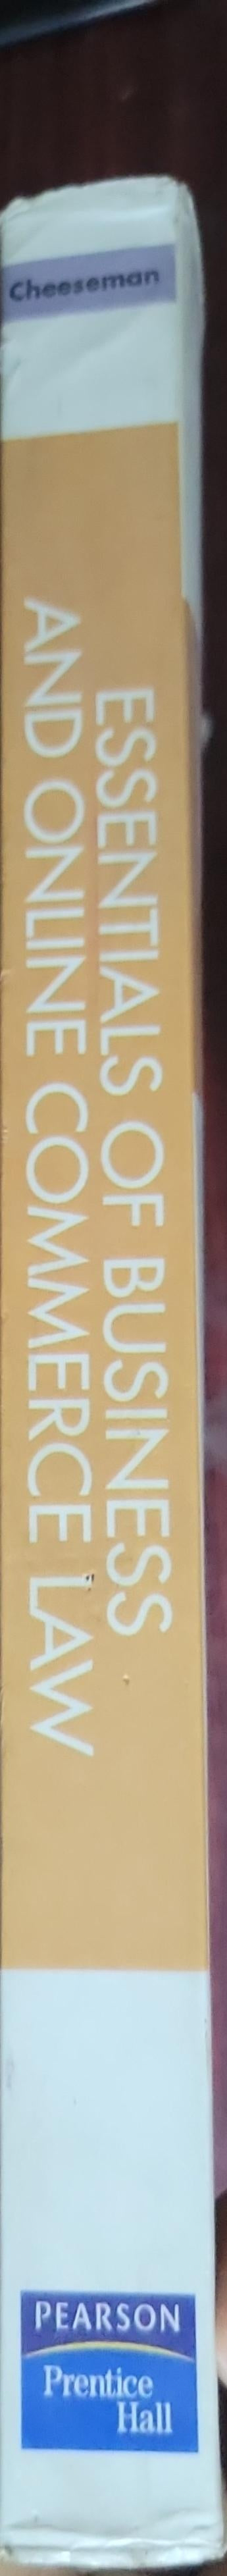 Cheeseman
ESSENTIALS OF BUSINESS
AND ONLINE COMMERCE LAW
PEARSON
Prentice
Hall